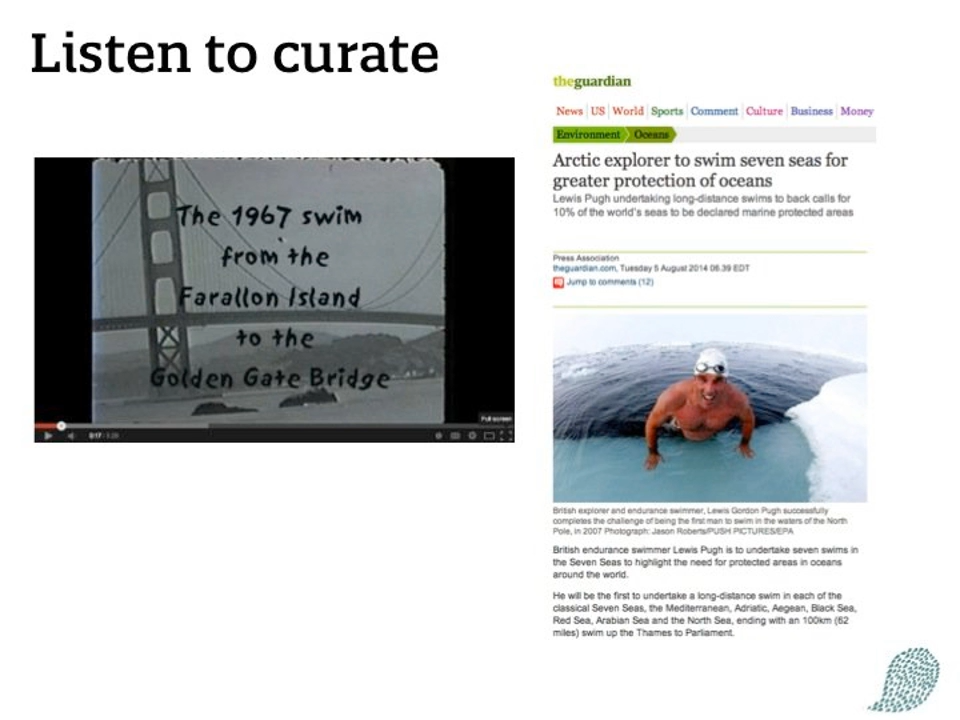 Listen to curate
The 1967 swim
from the
Farallon Island
to the
Golden Gate Bridge
Full screen
0:17
theguardian
News US World Sports Comment Culture Business Money
Environment Oceans
Arctic explorer to swim seven seas for
greater protection of oceans
Lewis Pugh undertaking long-distance swims to back calls for
10% of the world's seas to be declared marine protected areas
Press Association
theguardian.com, Tuesday 5 August 2014 06.39 EDT
Jump to comments (12)
British explorer and endurance swimmer, Lewis Gordon Pugh successfully
completes the challenge of being the first man to swim in the waters of the North
Pole, in 2007 Photograph: Jason Roberts/PUSH PICTURES/EPA
British endurance swimmer Lewis Pugh is to undertake seven swims in
the Seven Seas to highlight the need for protected areas in oceans
around the world.
He will be the first to undertake a long-distance swim in each of the
classical Seven Seas, the Mediterranean, Adriatic, Aegean, Black Sea,
Red Sea, Arabian Sea and the North Sea, ending with an 100km (62
miles) swim up the Thames to Parliament.